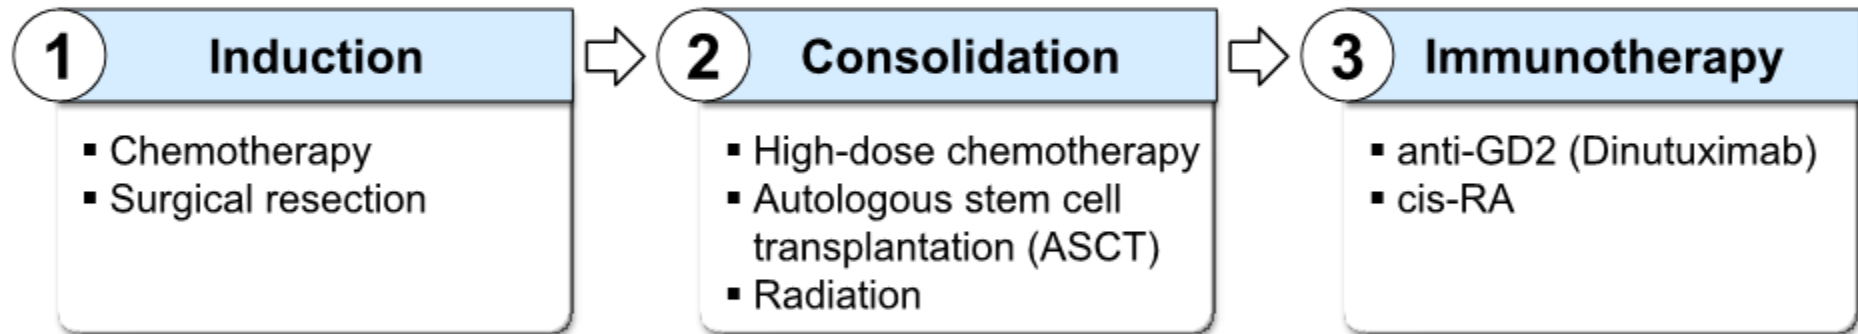 1 Induction
▪ Chemotherapy
▪ Surgical resection
2 Consolidation
▪ High-dose chemotherapy
▪ Autologous stem cell
transplantation (ASCT)
▪ Radiation
3 Immunotherapy
▪ anti-GD2 (Dinutuximab)
▪ cis-RA